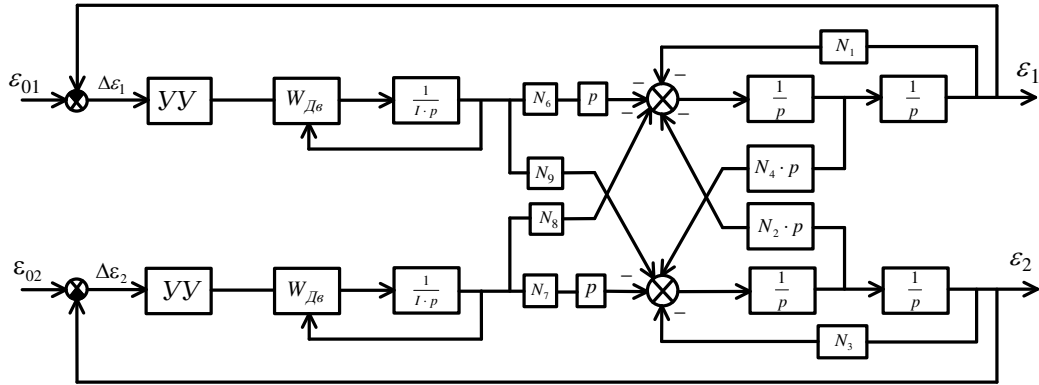 N₁
ε₀₁
Δε₁
УУ
W_Дв
1/(I · p)
N₆
p
1/p
1/p
ε₁
N₉
N₄ · p
N₈
N₂ · p
ε₀₂
Δε₂
УУ
W_Дв
1/(I · p)
N₇
p
1/p
1/p
ε₂
N₃